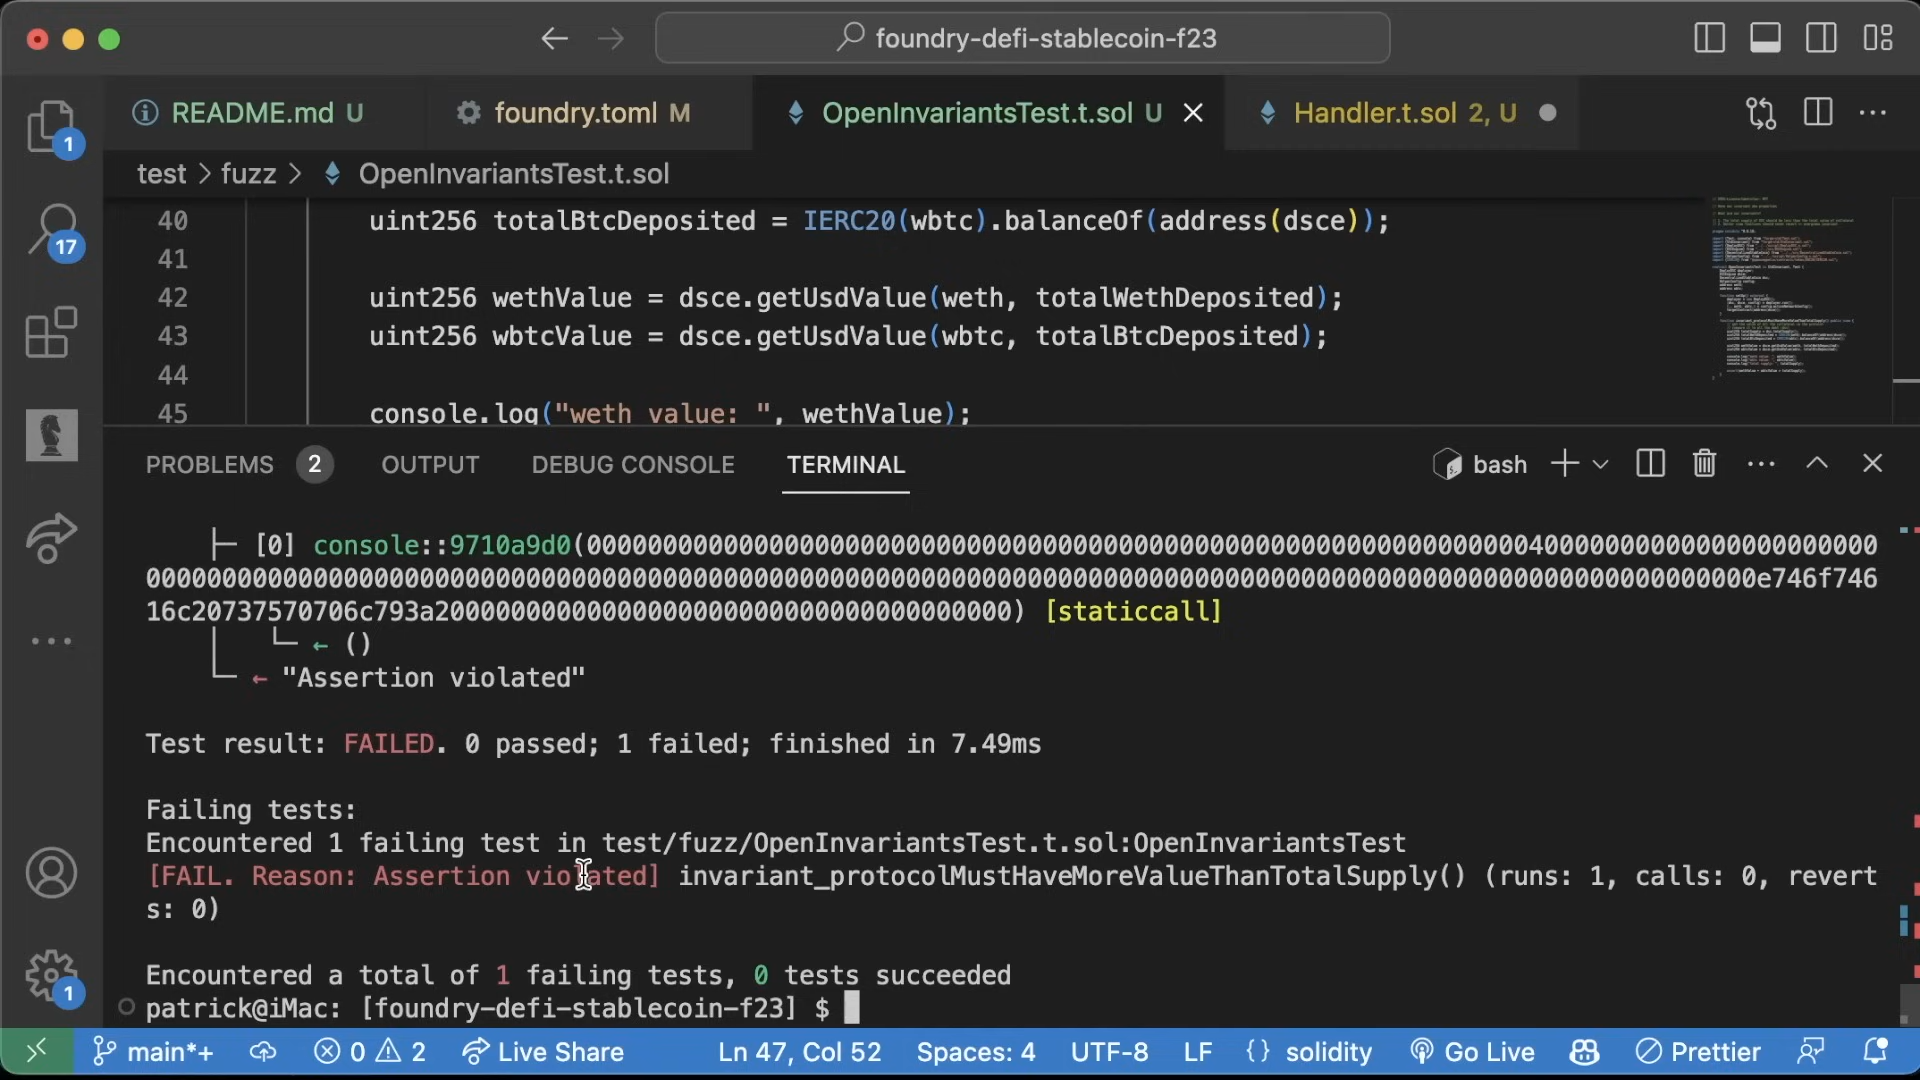 foundry-defi-stablecoin-f23
README.md U
foundry.toml M
OpenInvariantsTest.t.sol U
Handler.t.sol 2, U
1
17
1
test > fuzz > OpenInvariantsTest.t.sol
40 uint256 totalBtcDeposited = IERC20(wbtc).balanceOf(address(dsce));
41
42 uint256 wethValue = dsce.getUsdValue(weth, totalWethDeposited);
43 uint256 wbtcValue = dsce.getUsdValue(wbtc, totalBtcDeposited);
44
45 console.log("weth value: ", wethValue);
PROBLEMS 2 OUTPUT DEBUG CONSOLE TERMINAL bash
[0] console::9710a9d0(
e746f746
) [staticcall]
← ()
← "Assertion violated"
Test result: FAILED. 0 passed; 1 failed; finished in 7.49ms
Failing tests:
Encountered 1 failing test in test/fuzz/OpenInvariantsTest.t.sol:OpenInvariantsTest
[FAIL. Reason: Assertion violated] invariant_protocolMustHaveMoreValueThanTotalSupply() (runs: 1, calls: 0, revert
s: 0)
Encountered a total of 1 failing tests, 0 tests succeeded
patrick@iMac: [foundry-defi-stablecoin-f23] $
main*+ 0 2 Live Share Ln 47, Col 52 Spaces: 4 UTF-8 LF {} solidity Go Live Prettier